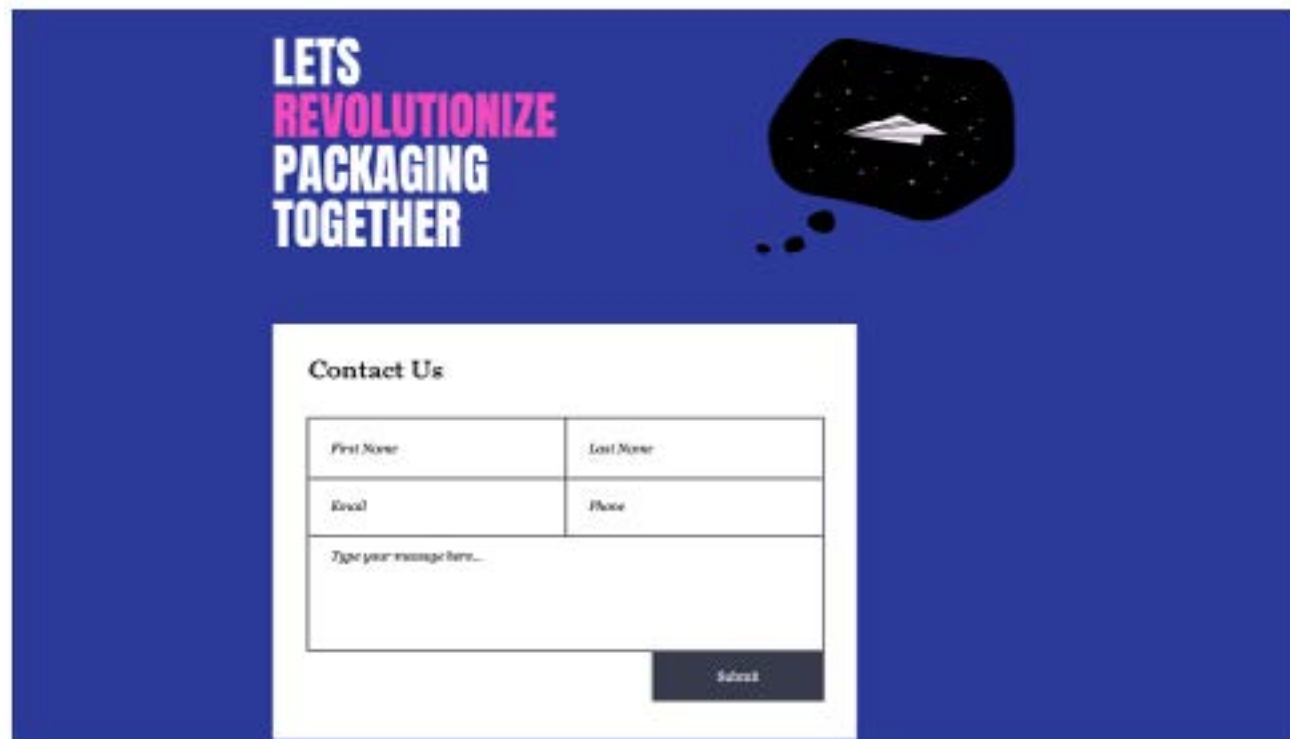 LETS
REVOLUTIONIZE
PACKAGING
TOGETHER
Contact Us
First Name
Last Name
Email
Phone
Type your message here...
Submit